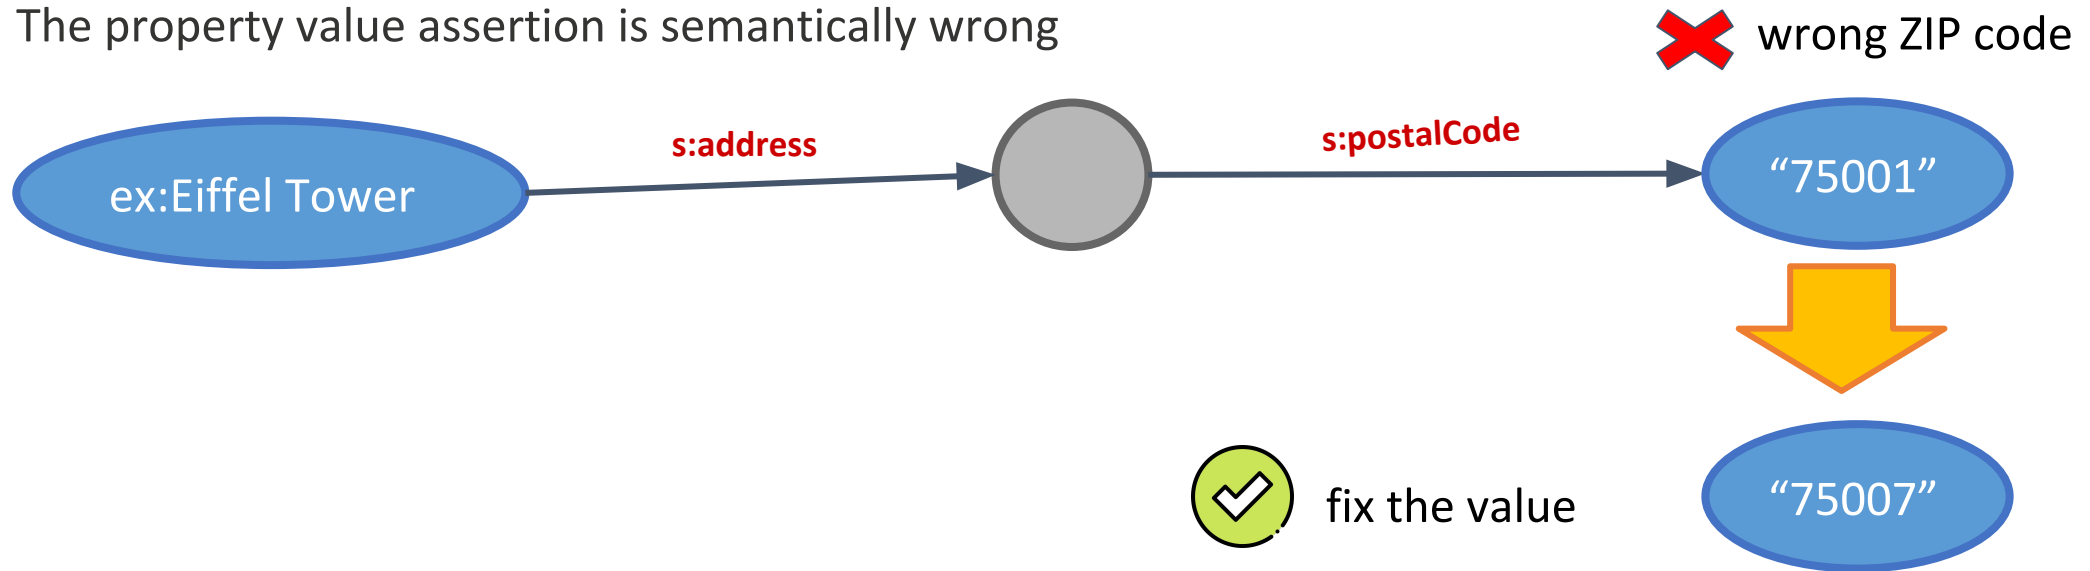 The property value assertion is semantically wrong
wrong ZIP code
s:address
s:postalCode
ex:Eiffel Tower
“75001”
fix the value
“75007”